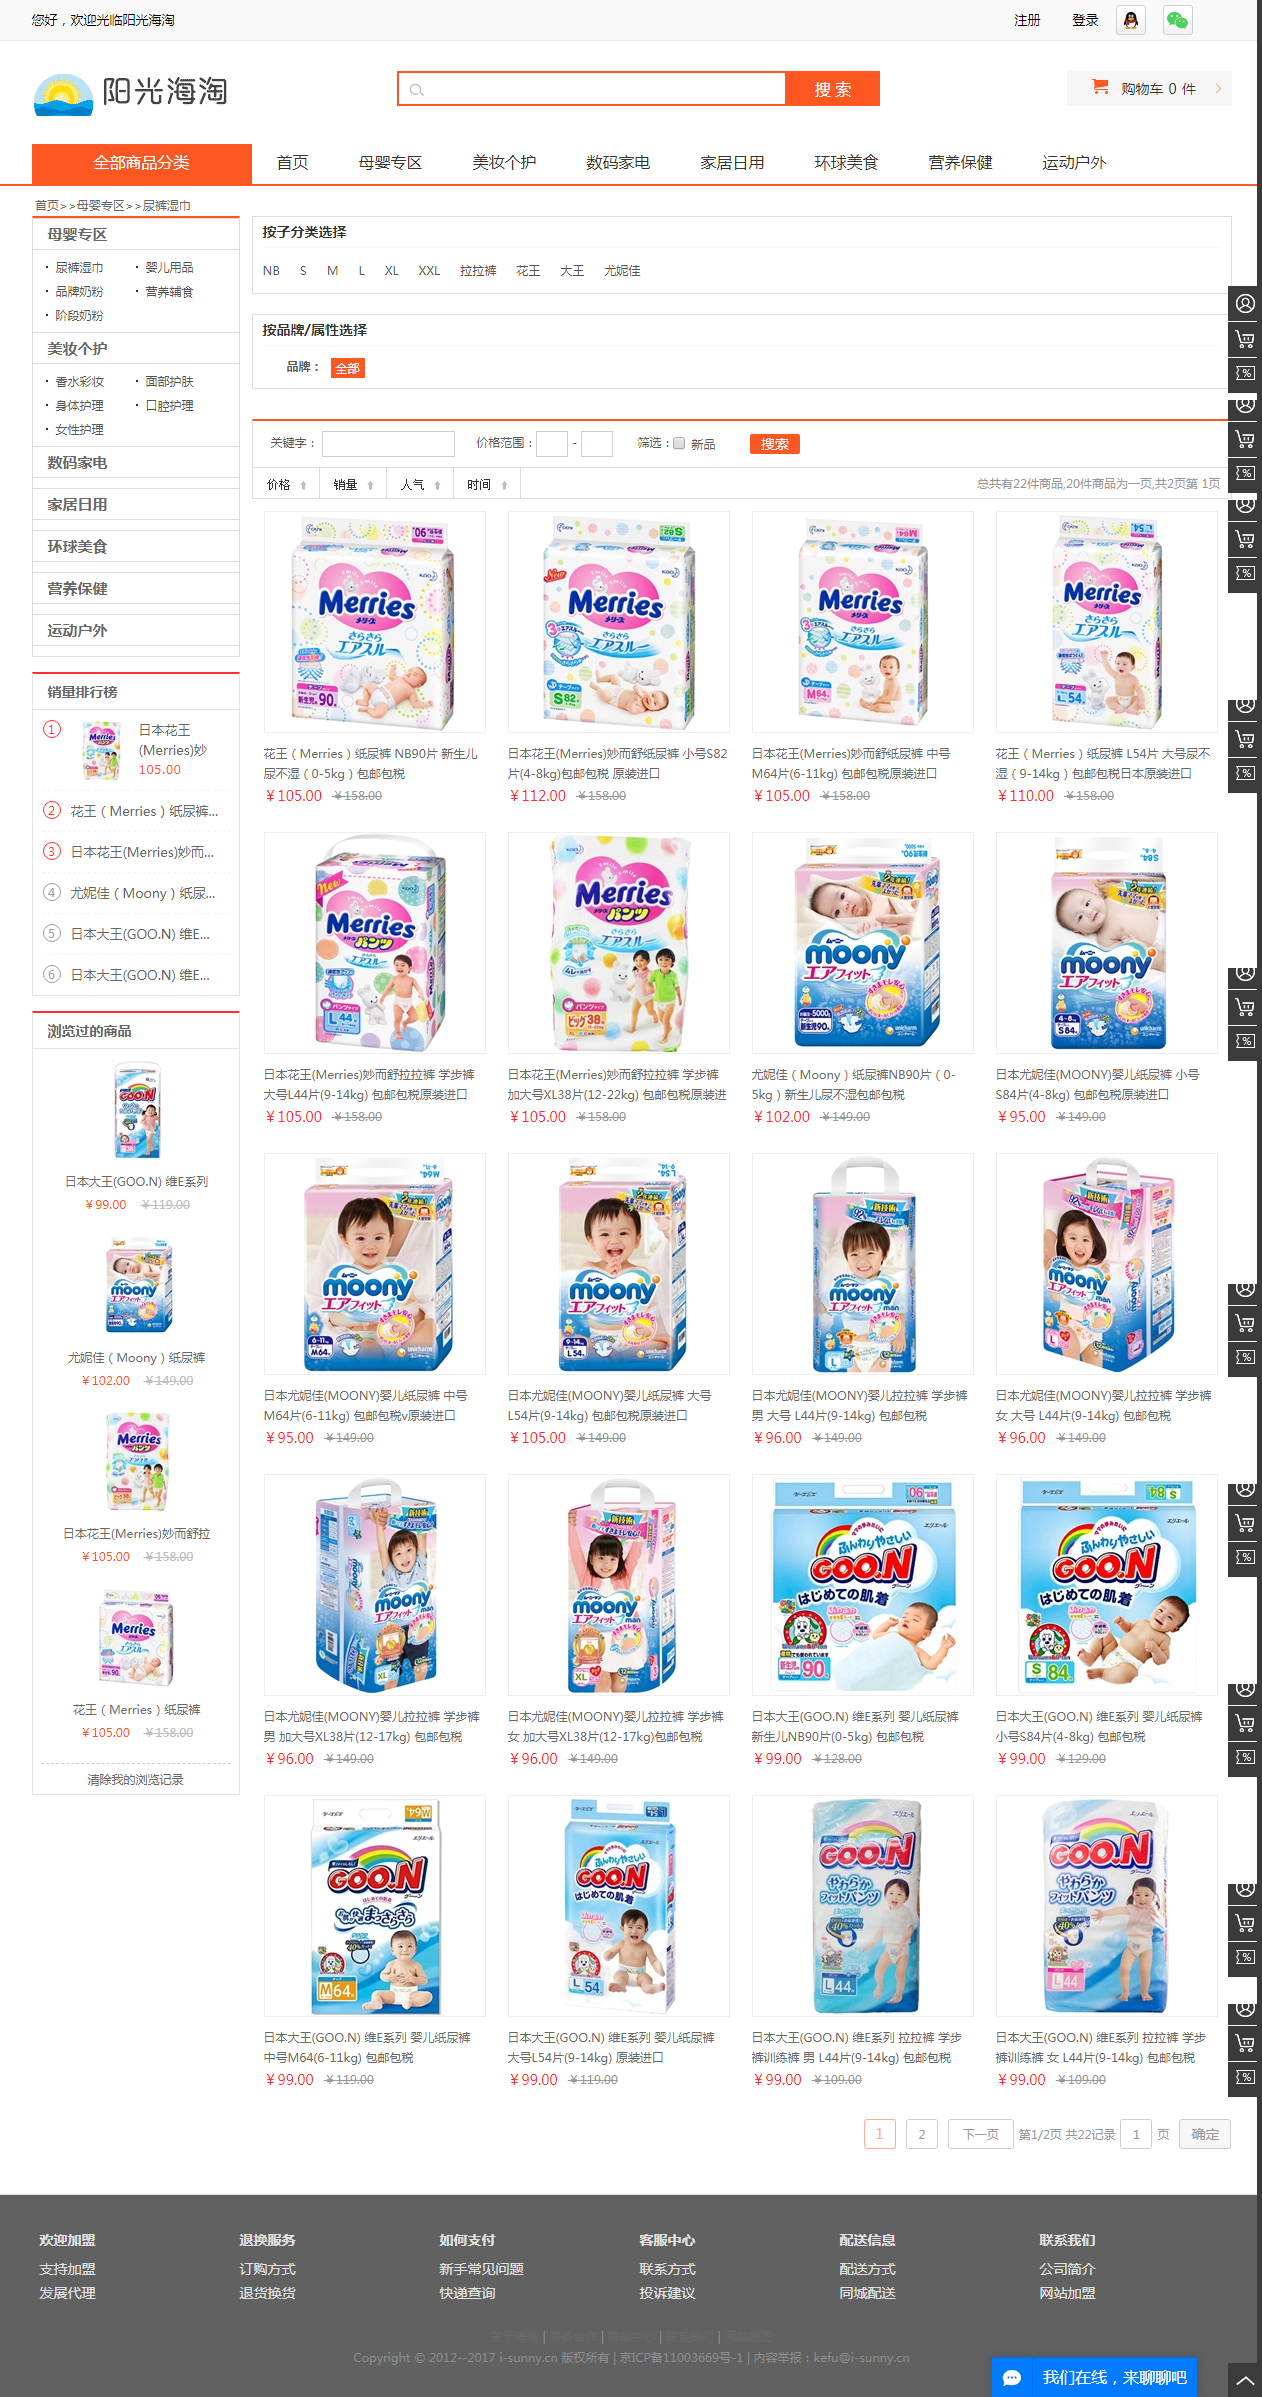 您好，欢迎光临阳光海淘
注册 登录
阳光海淘
搜 索
购物车 0 件
全部商品分类 首页 母婴专区 美妆个护 数码家电 家居日用 环球美食 营养保健 运动户外
首页>>母婴专区>>尿裤湿巾
母婴专区
· 尿裤湿巾 · 婴儿用品
· 品牌奶粉 · 营养辅食
· 阶段奶粉
美妆个护
· 香水彩妆 · 面部护肤
· 身体护理 · 口腔护理
· 女性护理
数码家电
家居日用
环球美食
营养保健
运动户外
销量排行榜
1 日本花王
(Merries)妙
105.00
2 花王（Merries）纸尿裤...
3 日本花王(Merries)妙而...
4 尤妮佳（Moony）纸尿...
5 日本大王(GOO.N) 维E...
6 日本大王(GOO.N) 维E...
浏览过的商品
日本大王(GOO.N) 维E系列
￥99.00 ￥119.00
尤妮佳（Moony）纸尿裤
￥102.00 ￥149.00
日本花王(Merries)妙而舒拉
￥105.00 ￥158.00
花王（Merries）纸尿裤
￥105.00 ￥158.00
清除我的浏览记录
按子分类选择
NB S M L XL XXL 拉拉裤 花王 大王 尤妮佳
按品牌/属性选择
品牌： 全部
关键字： 价格范围： - 筛选： 新品 搜索
价格 销量 人气 时间 总共有22件商品,20件商品为一页,共2页第 1页
花王（Merries）纸尿裤 NB90片 新生儿
尿不湿（0-5kg）包邮包税
￥105.00 ￥158.00
日本花王(Merries)妙而舒纸尿裤 小号S82
片(4-8kg)包邮包税 原装进口
￥112.00 ￥158.00
日本花王(Merries)妙而舒纸尿裤 中号
M64片(6-11kg) 包邮包税原装进口
￥105.00 ￥158.00
花王（Merries）纸尿裤 L54片 大号尿不
湿（9-14kg）包邮包税日本原装进口
￥110.00 ￥158.00
日本花王(Merries)妙而舒拉拉裤 学步裤
大号L44片(9-14kg) 包邮包税原装进口
￥105.00 ￥158.00
日本花王(Merries)妙而舒拉拉裤 学步裤
加大号XL38片(12-22kg) 包邮包税原装进
￥105.00 ￥158.00
尤妮佳（Moony）纸尿裤NB90片（0-
5kg）新生儿尿不湿包邮包税
￥102.00 ￥149.00
日本尤妮佳(MOONY)婴儿纸尿裤 小号
S84片(4-8kg) 包邮包税原装进口
￥95.00 ￥149.00
日本尤妮佳(MOONY)婴儿纸尿裤 中号
M64片(6-11kg) 包邮包税v原装进口
￥95.00 ￥149.00
日本尤妮佳(MOONY)婴儿纸尿裤 大号
L54片(9-14kg) 包邮包税原装进口
￥105.00 ￥149.00
日本尤妮佳(MOONY)婴儿拉拉裤 学步裤
男 大号 L44片(9-14kg) 包邮包税
￥96.00 ￥149.00
日本尤妮佳(MOONY)婴儿拉拉裤 学步裤
女 大号 L44片(9-14kg) 包邮包税
￥96.00 ￥149.00
日本尤妮佳(MOONY)婴儿拉拉裤 学步裤
男 加大号XL38片(12-17kg) 包邮包税
￥96.00 ￥149.00
日本尤妮佳(MOONY)婴儿拉拉裤 学步裤
女 加大号XL38片(12-17kg)包邮包税
￥96.00 ￥149.00
日本大王(GOO.N) 维E系列 婴儿纸尿裤
新生儿NB90片(0-5kg) 包邮包税
￥99.00 ￥128.00
日本大王(GOO.N) 维E系列 婴儿纸尿裤
小号S84片(4-8kg) 包邮包税
￥99.00 ￥129.00
日本大王(GOO.N) 维E系列 婴儿纸尿裤
中号M64(6-11kg) 包邮包税
￥99.00 ￥119.00
日本大王(GOO.N) 维E系列 婴儿纸尿裤
大号L54片(9-14kg) 原装进口
￥99.00 ￥119.00
日本大王(GOO.N) 维E系列 拉拉裤 学步
裤训练裤 男 L44片(9-14kg) 包邮包税
￥99.00 ￥109.00
日本大王(GOO.N) 维E系列 拉拉裤 学步
裤训练裤 女 L44片(9-14kg) 包邮包税
￥99.00 ￥109.00
1 2 下一页 第1/2页 共22记录 1 页 确定
欢迎加盟 退换服务 如何支付 客服中心 配送信息 联系我们
支持加盟 订购方式 新手常见问题 联系方式 配送方式 公司简介
发展代理 退货换货 快递查询 投诉建议 同城配送 网站加盟
Copyright © 2012--2017 i-sunny.cn 版权所有 | 京ICP备11003669号-1 | 内容举报：kefu@i-sunny.cn
我们在线，来聊聊吧